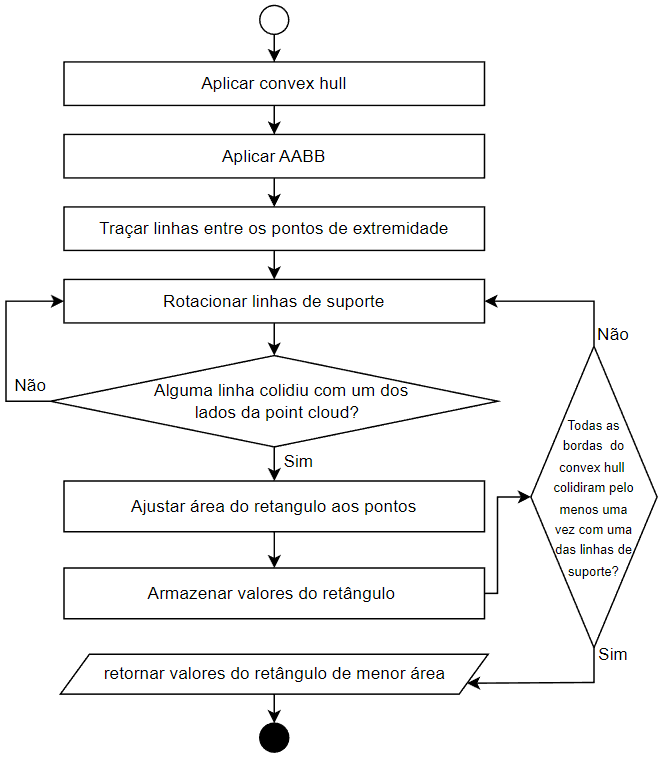 Aplicar convex hull
Aplicar AABB
Traçar linhas entre os pontos de extremidade
Rotacionar linhas de suporte
Não
Alguma linha colidiu com um dos
lados da point cloud?
Sim
Ajustar área do retangulo aos pontos
Armazenar valores do retângulo
Não
Todas as
bordas do
convex hull
colidiram pelo
menos uma
vez com uma
das linhas de
suporte?
Sim
retornar valores do retângulo de menor área